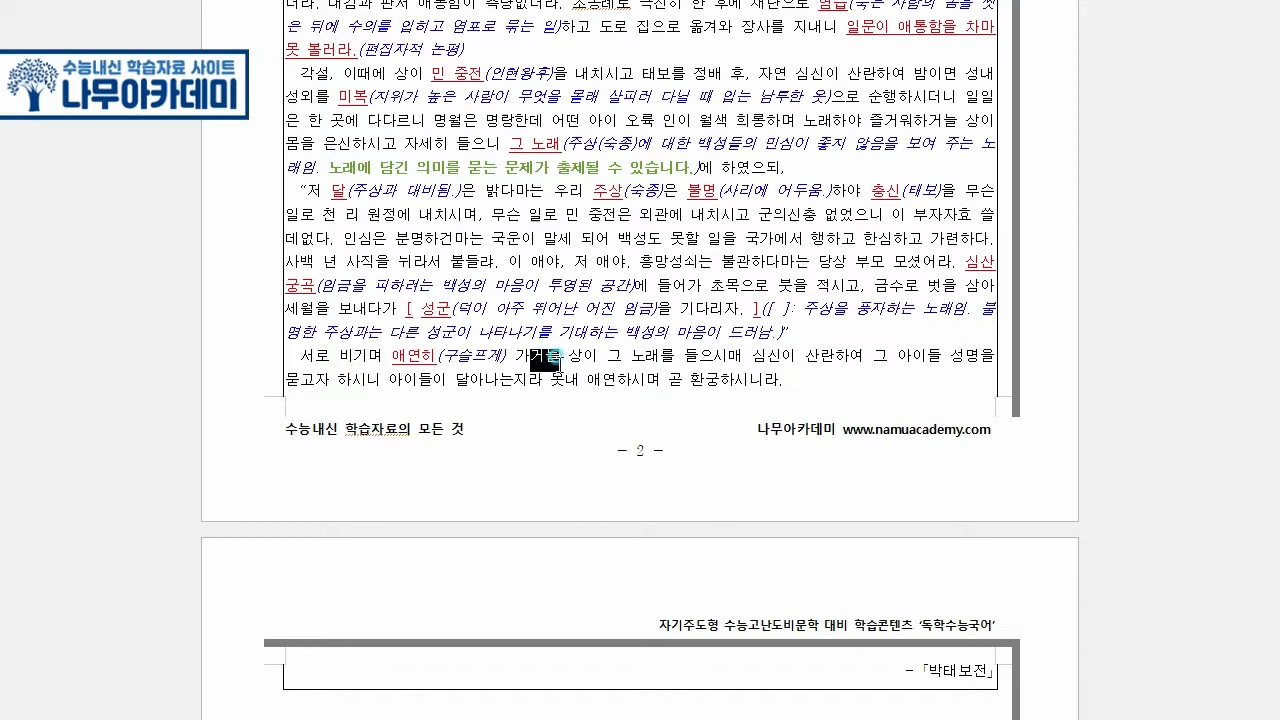 더라. 대감과 판서 애통함이 측량없더라. 초종례로 극진히 한 후에 재단으로 염습(죽은 사람의 몸을 씻
은 뒤에 수의를 입히고 염포로 묶는 일)하고 도로 집으로 옮겨와 장사를 지내니 일문이 애통함을 차마
못 볼러라.(편집자적 논평)
수능내신 학습자료 사이트
나무아카데미
각설, 이때에 상이 민 중전(인현왕후)을 내치시고 태보를 정배 후, 자연 심신이 산란하여 밤이면 성내
성외를 미복(지위가 높은 사람이 무엇을 몰래 살피러 다닐 때 입는 남루한 옷)으로 순행하시더니 일일
은 한 곳에 다다르니 명월은 명랑한데 어떤 아이 오륙 인이 월색 희롱하며 노래하야 즐거워하거늘 상이
몸을 은신하시고 자세히 들으니 그 노래(주상(숙종)에 대한 백성들의 민심이 좋지 않음을 보여 주는 노
래임. 노래에 담긴 의미를 묻는 문제가 출제될 수 있습니다.)에 하였으되,
“저 달(주상과 대비됨.)은 밝다마는 우리 주상(숙종)은 불명(사리에 어두움.)하야 충신(태보)을 무슨
일로 천 리 원정에 내치시며, 무슨 일로 민 중전은 외관에 내치시고 군의신충 없었으니 이 부자자효 쓸
데없다. 인심은 분명하건마는 국운이 말세 되어 백성도 못할 일을 국가에서 행하고 한심하고 가련하다.
사백 년 사직을 뉘라서 붙들랴. 이 애야, 저 애야. 흥망성쇠는 불관하다마는 당상 부모 모셨어라. 심산
궁곡(임금을 피하려는 백성의 마음이 투영된 공간)에 들어가 초목으로 붓을 적시고, 금수로 벗을 삼아
세월을 보내다가 [ 성군(덕이 아주 뛰어난 어진 임금)을 기다리자. ]([ ]: 주상을 풍자하는 노래임. 불
명한 주상과는 다른 성군이 나타나기를 기대하는 백성의 마음이 드러남.)”
서로 비기며 애연히(구슬프게) 가거늘 상이 그 노래를 들으시매 심신이 산란하여 그 아이들 성명을
묻고자 하시니 아이들이 달아나는지라 못내 애연하시며 곧 환궁하시니라.
수능내신 학습자료의 모든 것
나무아카데미 www.namuacademy.com
- 2 -
자기주도형 수능고난도비문학 대비 학습콘텐츠 ‘독학수능국어’
- 「박태보전」